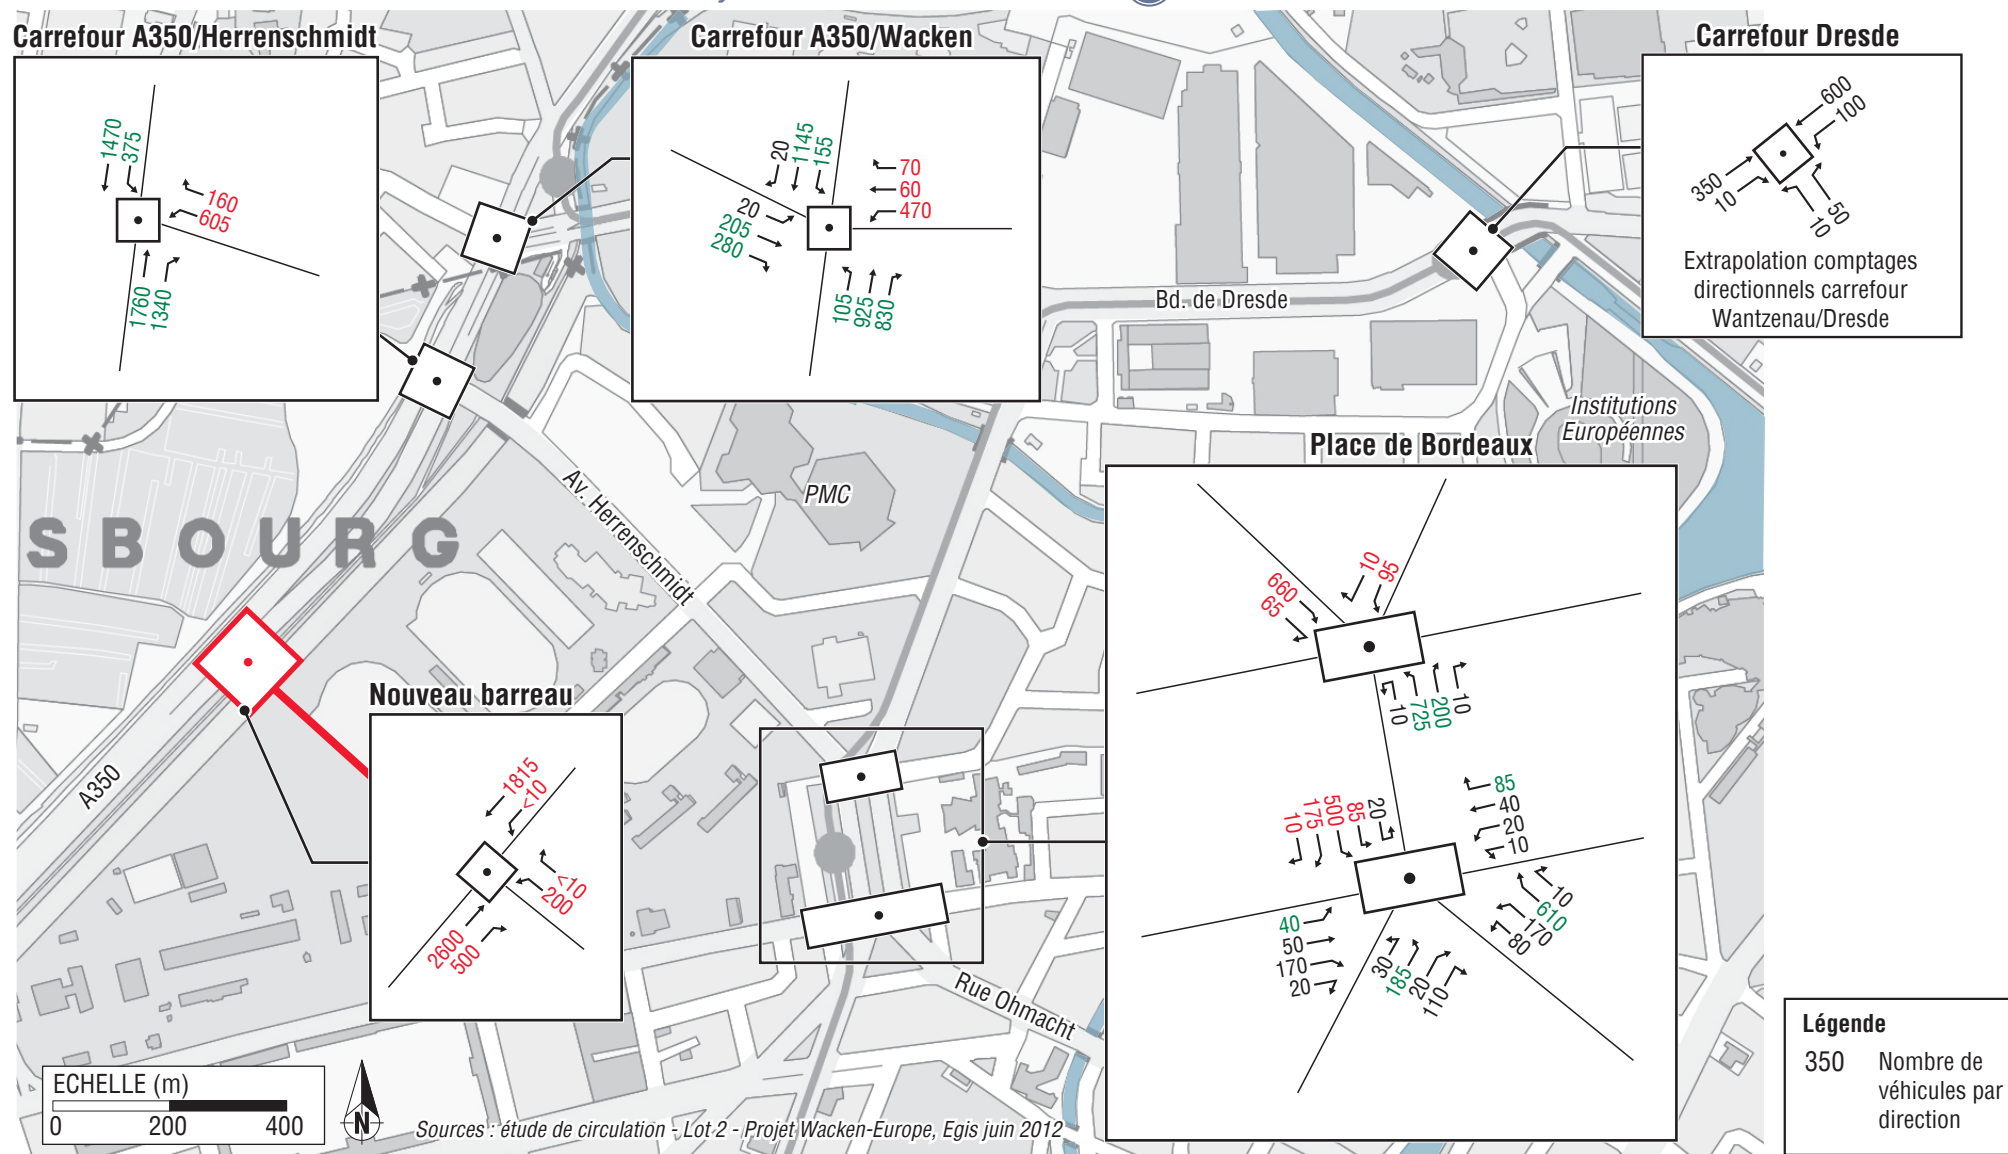 Carrefour A350/Herrenschmidt
1470
375
160
605
1760
1340
Carrefour A350/Wacken
20
1145
155
70
60
470
20
205
280
105
925
830
Carrefour Dresde
600
100
350
10
50
10
Extrapolation comptages
directionnels carrefour
Wantzenau/Dresde
Bd. de Dresde
Institutions
Européennes
PMC
Av. Herrenschmidt
SBOURG
A350
Nouveau barreau
1815
<10
<10
200
2600
500
Place de Bordeaux
10
95
660
65
10
725
200
10
10
175
500
85
20
85
40
20
10
40
50
170
20
30
185
20
110
10
610
170
80
Rue Ohmacht
ECHELLE (m)
0 200 400
N
Sources : étude de circulation - Lot 2 - Projet Wacken-Europe, Egis juin 2012
Légende
350 Nombre de
véhicules par
direction